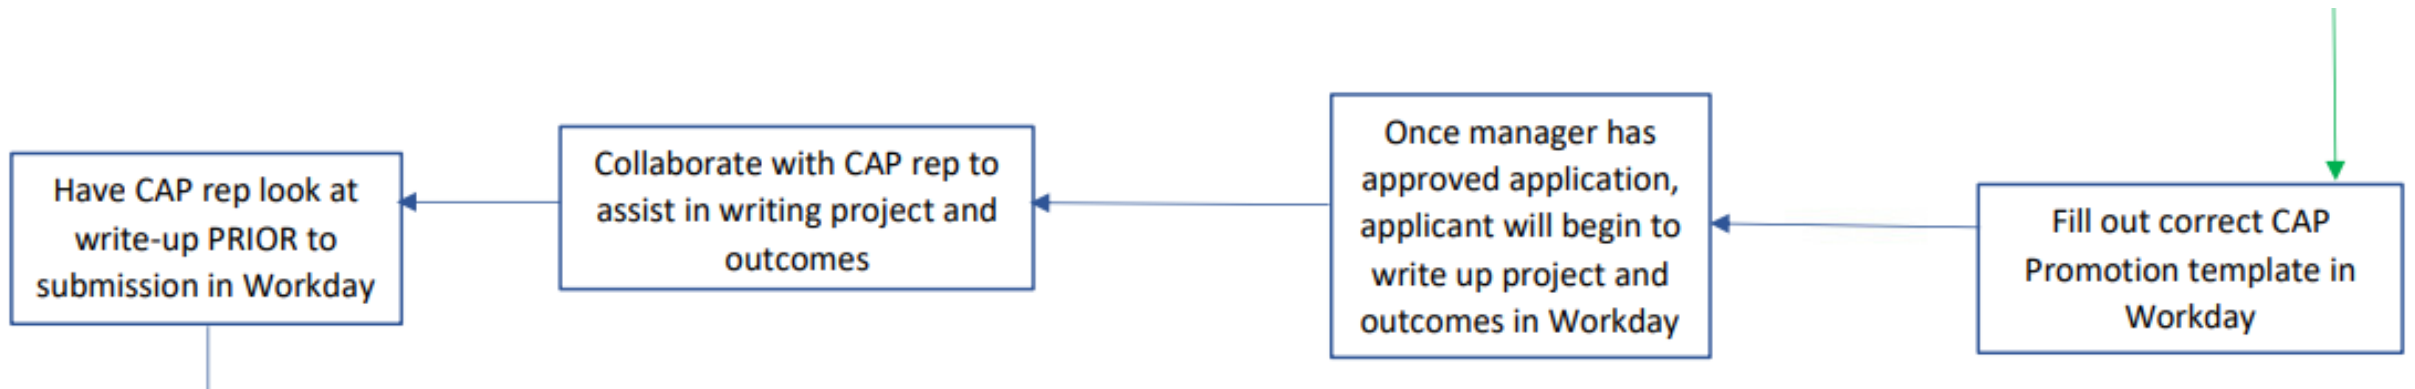 Have CAP rep look at
write-up PRIOR to
submission in Workday
Collaborate with CAP rep to
assist in writing project and
outcomes
Once manager has
approved application,
applicant will begin to
write up project and
outcomes in Workday
Fill out correct CAP
Promotion template in
Workday